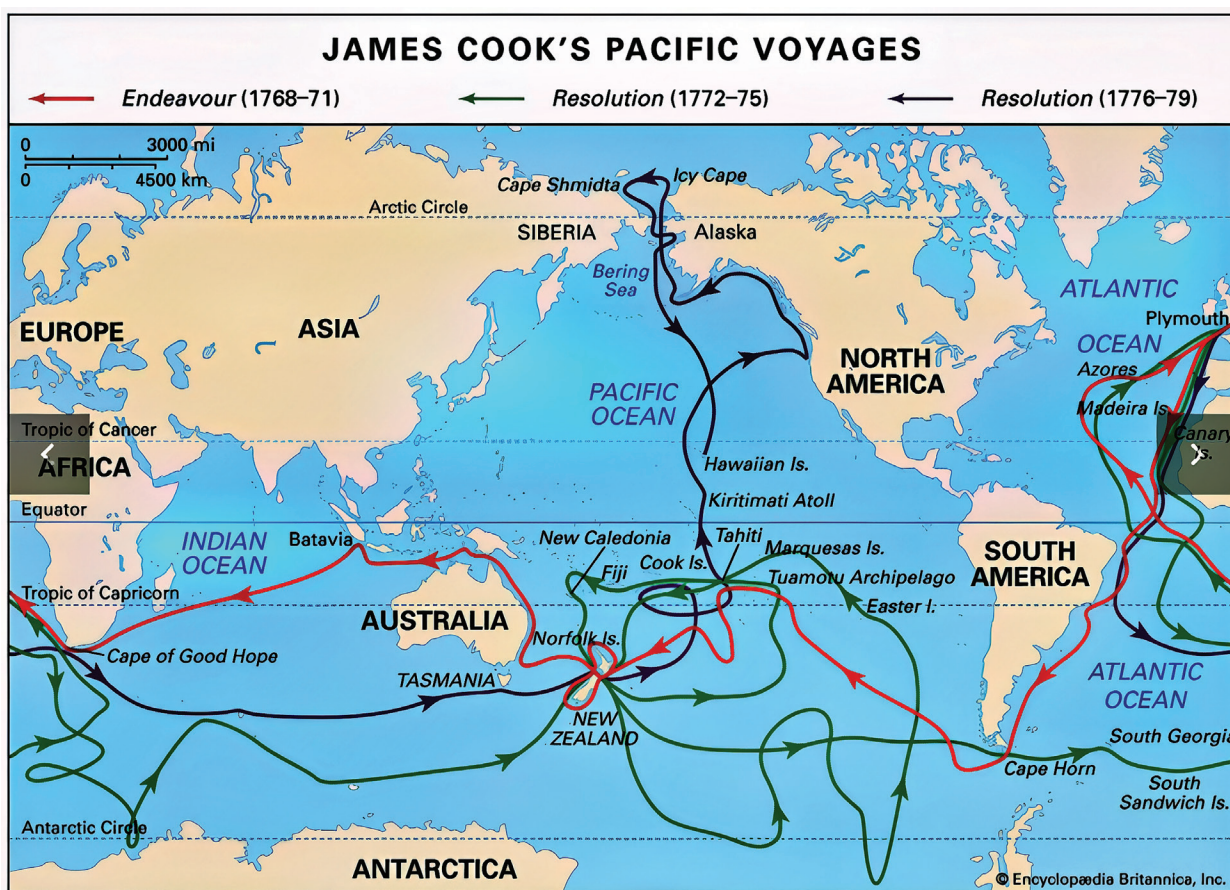 JAMES COOK'S PACIFIC VOYAGES
Endeavour (1768–71)
Resolution (1772–75)
Resolution (1776–79)
0 3000 mi
0 4500 km
Cape Shmidta
Icy Cape
Arctic Circle
SIBERIA
Alaska
Bering
Sea
ATLANTIC
OCEAN
Plymouth
EUROPE
ASIA
NORTH
AMERICA
Azores
PACIFIC
OCEAN
Madeira Is.
Tropic of Cancer
Canary
Is.
AFRICA
Hawaiian Is.
Kiritimati Atoll
Equator
INDIAN
OCEAN
Batavia
New Caledonia
Tahiti
Cook Is.
Marquesas Is.
Fiji
Tuamotu Archipelago
SOUTH
AMERICA
Tropic of Capricorn
Easter I.
AUSTRALIA
Norfolk Is.
Cape of Good Hope
TASMANIA
ATLANTIC
OCEAN
NEW
ZEALAND
South Georgia
Cape Horn
South
Sandwich Is.
Antarctic Circle
ANTARCTICA
© Encyclopædia Britannica, Inc.